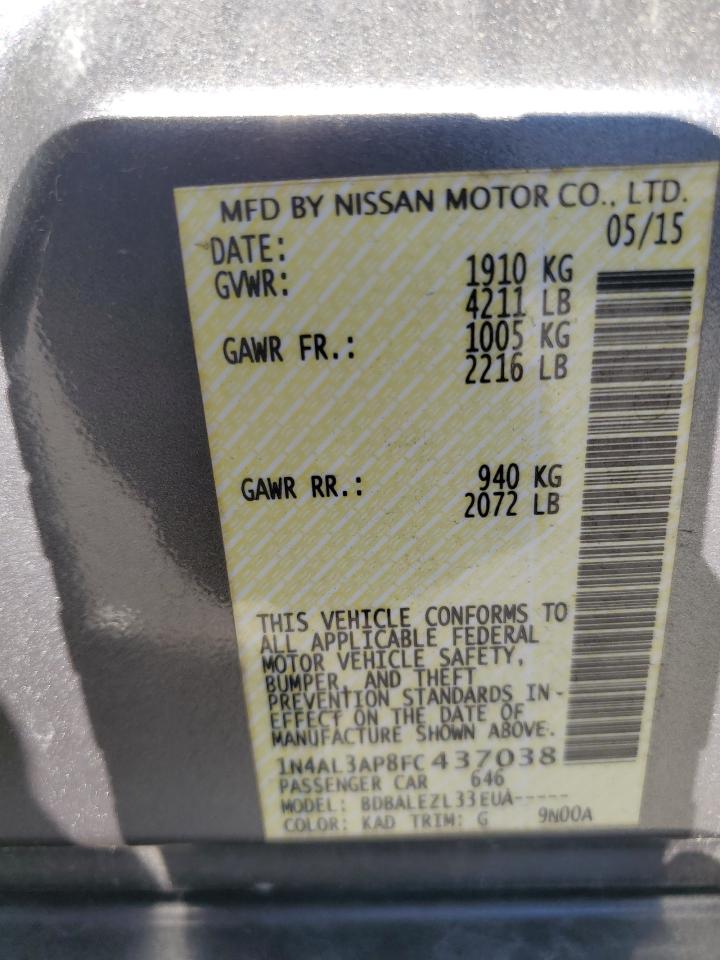 MFD BY NISSAN MOTOR CO., LTD.
DATE: 05/15
GVWR: 1910 KG
4211 LB
GAWR FR.: 1005 KG
2216 LB
GAWR RR.: 940 KG
2072 LB
THIS VEHICLE CONFORMS TO
ALL APPLICABLE FEDERAL
MOTOR VEHICLE SAFETY,
BUMPER, AND THEFT
PREVENTION STANDARDS IN-
EFFECT ON THE DATE OF
MANUFACTURE SHOWN ABOVE.
1N4AL3AP8FC437038
PASSENGER CAR 646
MODEL: BDBALEZL33EUA-----
COLOR: KAD TRIM: G 9N00A